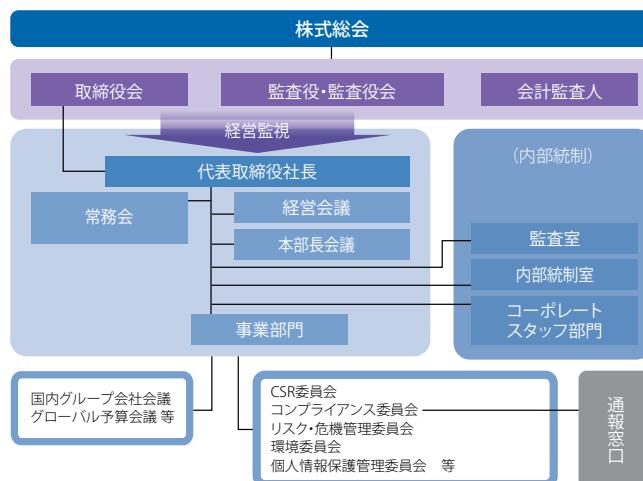 株式総会
取締役会
監査役・監査役会
会計監査人
経営監視
代表取締役社長
常務会
経営会議
本部長会議
事業部門
（内部統制）
監査室
内部統制室
コーポレート
スタッフ部門
国内グループ会社会議
グローバル予算会議 等
CSR委員会
コンプライアンス委員会
リスク・危機管理委員会
環境委員会
個人情報保護管理委員会　等
通報窓口